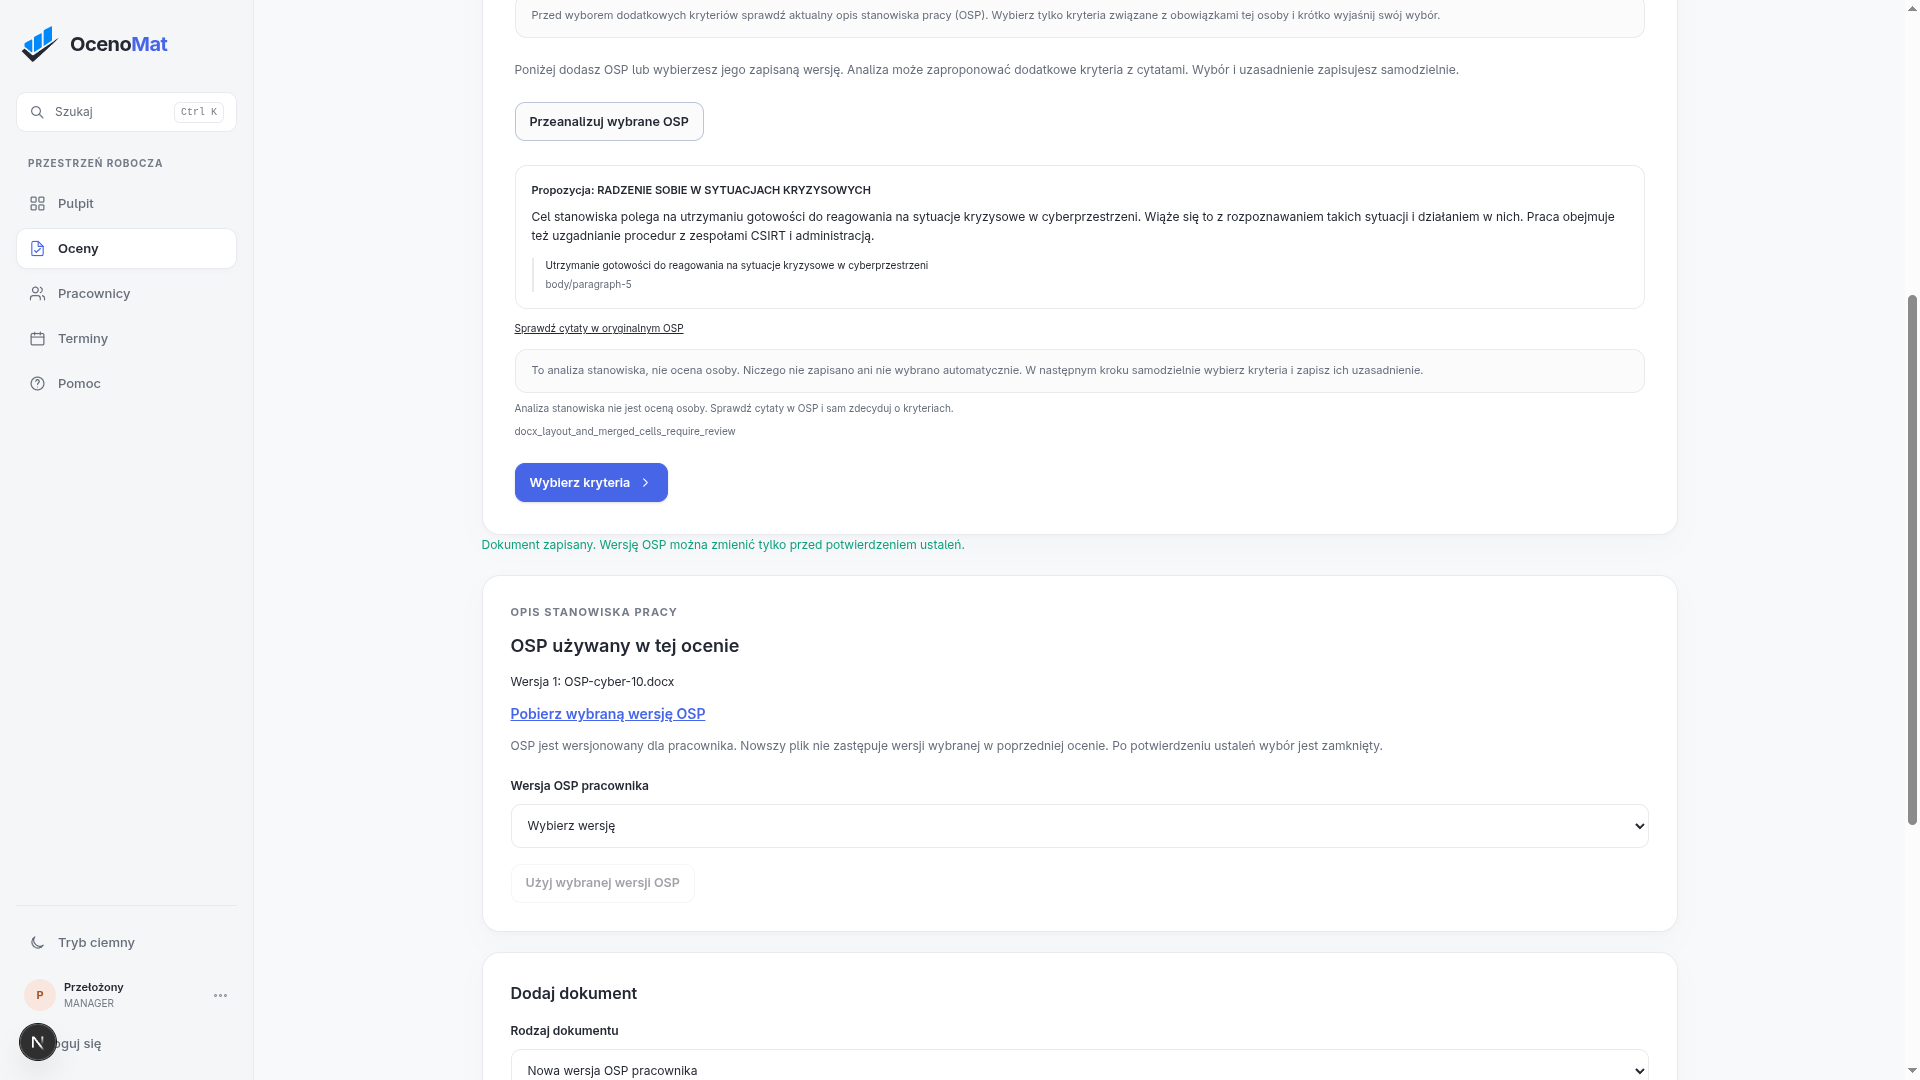 OcenoMat
Szukaj
Ctrl K
PRZESTRZEŃ ROBOCZA
Pulpit
Oceny
Pracownicy
Terminy
Pomoc
Tryb ciemny
P
Przełożony
MANAGER
N
oguj się
Przed wyborem dodatkowych kryteriów sprawdź aktualny opis stanowiska pracy (OSP). Wybierz tylko kryteria związane z obowiązkami tej osoby i krótko wyjaśnij swój wybór.
Poniżej dodasz OSP lub wybierzesz jego zapisaną wersję. Analiza może zaproponować dodatkowe kryteria z cytatami. Wybór i uzasadnienie zapisujesz samodzielnie.
Przeanalizuj wybrane OSP
Propozycja: RADZENIE SOBIE W SYTUACJACH KRYZYSOWYCH
Cel stanowiska polega na utrzymaniu gotowości do reagowania na sytuacje kryzysowe w cyberprzestrzeni. Wiąże się to z rozpoznawaniem takich sytuacji i działaniem w nich. Praca obejmuje
też uzgadnianie procedur z zespołami CSIRT i administracją.
Utrzymanie gotowości do reagowania na sytuacje kryzysowe w cyberprzestrzeni
body/paragraph-5
Sprawdź cytaty w oryginalnym OSP
To analiza stanowiska, nie ocena osoby. Niczego nie zapisano ani nie wybrano automatycznie. W następnym kroku samodzielnie wybierz kryteria i zapisz ich uzasadnienie.
Analiza stanowiska nie jest oceną osoby. Sprawdź cytaty w OSP i sam zdecyduj o kryteriach.
docx_layout_and_merged_cells_require_review
Wybierz kryteria
Dokument zapisany. Wersję OSP można zmienić tylko przed potwierdzeniem ustaleń.
OPIS STANOWISKA PRACY
OSP używany w tej ocenie
Wersja 1: OSP-cyber-10.docx
Pobierz wybraną wersję OSP
OSP jest wersjonowany dla pracownika. Nowszy plik nie zastępuje wersji wybranej w poprzedniej ocenie. Po potwierdzeniu ustaleń wybór jest zamknięty.
Wersja OSP pracownika
Wybierz wersję
Użyj wybranej wersji OSP
Dodaj dokument
Rodzaj dokumentu
Nowa wersja OSP pracownika